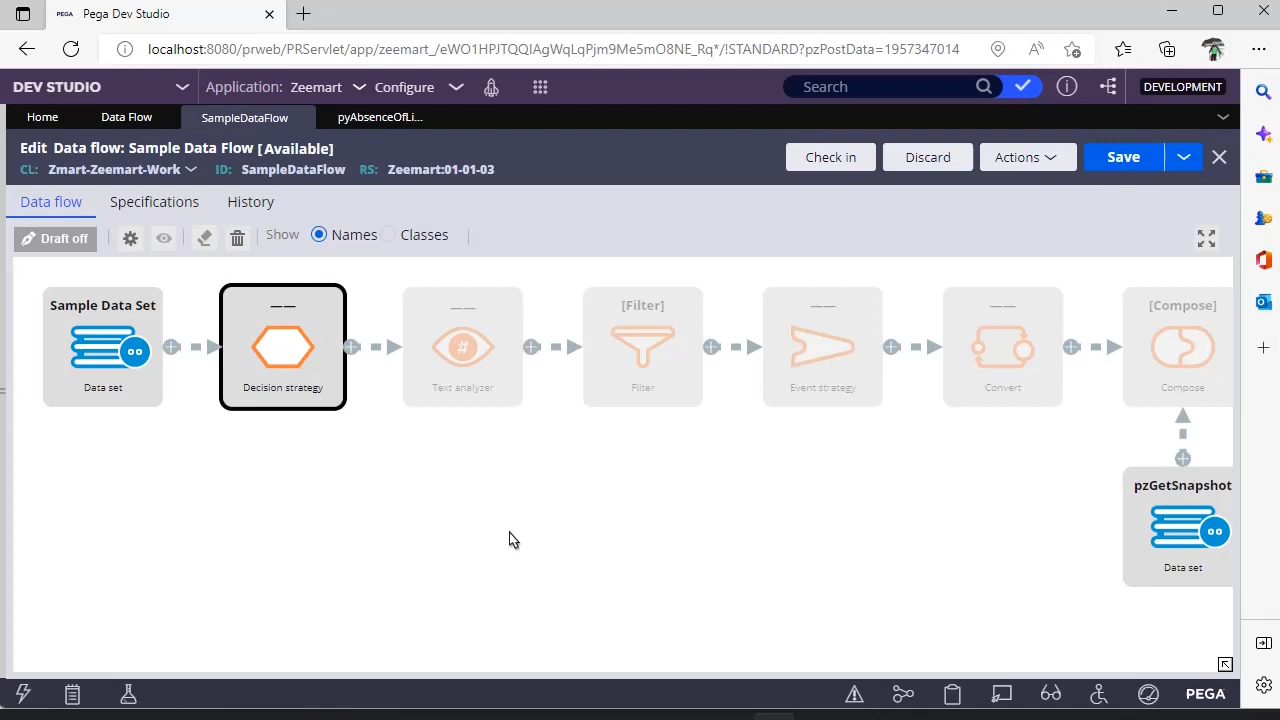 Pega Dev Studio
localhost:8080/prweb/PRServlet/app/zeemart_/eWO1HPJTQQIAgWqLqPjm9Me5mO8NE_Rq*/!STANDARD?pzPostData=1957347014
DEV STUDIO
Application: Zeemart
Configure
Search
DEVELOPMENT
Home
Data Flow
SampleDataFlow
pyAbsenceOfLi...
Edit Data flow: Sample Data Flow [Available]
CL: Zmart-Zeemart-Work
ID: SampleDataFlow
RS: Zeemart:01-01-03
Check in
Discard
Actions
Save
Data flow
Specifications
History
Draft off
Show
Names
Classes
Sample Data Set
Data set
Decision strategy
Text analyzer
[Filter]
Filter
Event strategy
Convert
[Compose]
Compose
pzGetSnapshot
Data set
PEGA